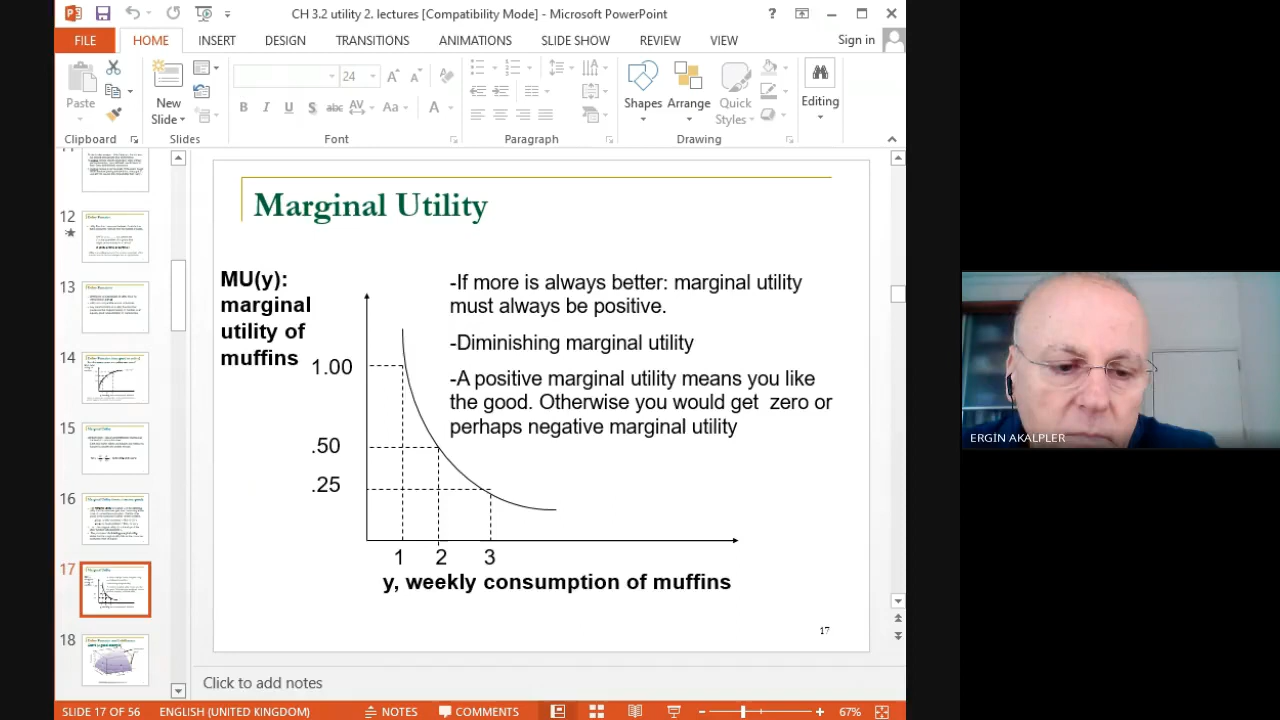 CH 3.2 utility 2. lectures [Compatibility Mode] - Microsoft PowerPoint
FILE HOME INSERT DESIGN TRANSITIONS ANIMATIONS SLIDE SHOW REVIEW VIEW Sign in
24
Paste New Slide Shapes Arrange Quick Styles Editing
Clipboard Slides Font Paragraph Drawing
12
13
14
15
16
17
18
Marginal Utility
MU(y):
marginal
utility of
muffins
-If more is always better: marginal utility
must always be positive.
-Diminishing marginal utility
-A positive marginal utility means you like
the good. Otherwise you would get zero or
perhaps negative marginal utility
1.00
.50
.25
1 2 3
y, weekly consumption of muffins
17
Click to add notes
SLIDE 17 OF 56 ENGLISH (UNITED KINGDOM) NOTES COMMENTS 67%
ERGIN AKALPLER